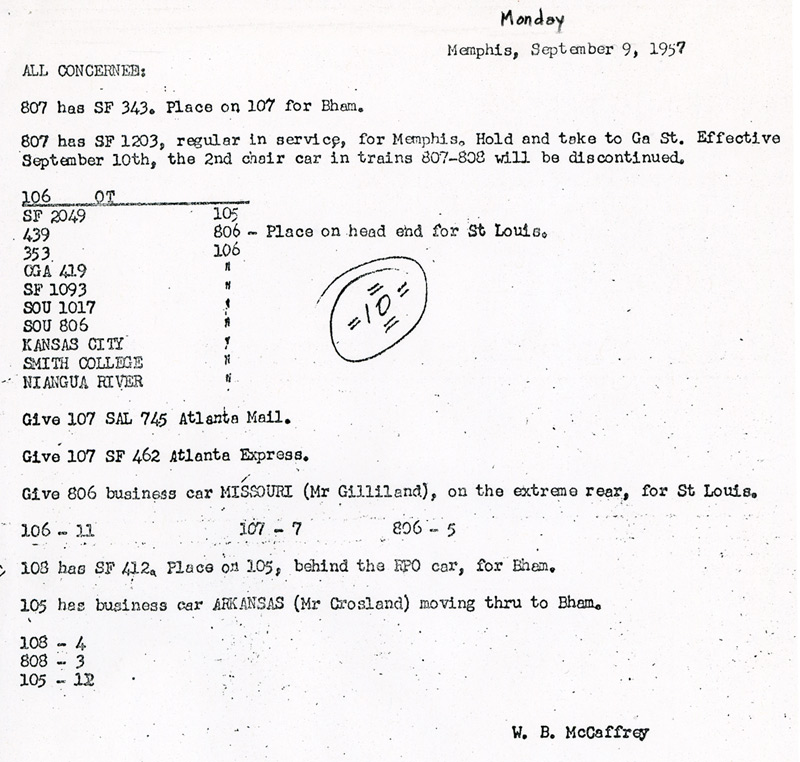 Monday
Memphis, September 9, 1957
ALL CONCERNED:
807 has SF 343. Place on 107 for Bham.
807 has SF 1203, regular in service, for Memphis. Hold and take to Ga St. Effective
September 10th, the 2nd chair car in trains 807-808 will be discontinued.
106 OT
SF 2049 105
439 806 - Place on head end for St Louis.
353 106
CGA 419 "
SF 1093 "
SOU 1017 "
SOU 806 "
KANSAS CITY "
SMITH COLLEGE "
NIANGUA RIVER "
=10=
Give 107 SAL 745 Atlanta Mail.
Give 107 SF 462 Atlanta Express.
Give 806 business car MISSOURI (Mr Gilliland), on the extreme rear, for St Louis.
106 - 11 107 - 7 806 - 5
108 has SF 412. Place on 105, behind the RPO car, for Bham.
105 has business car ARKANSAS (Mr Crosland) moving thru to Bham.
108 - 4
808 - 3
105 - 12
W. B. McCaffrey